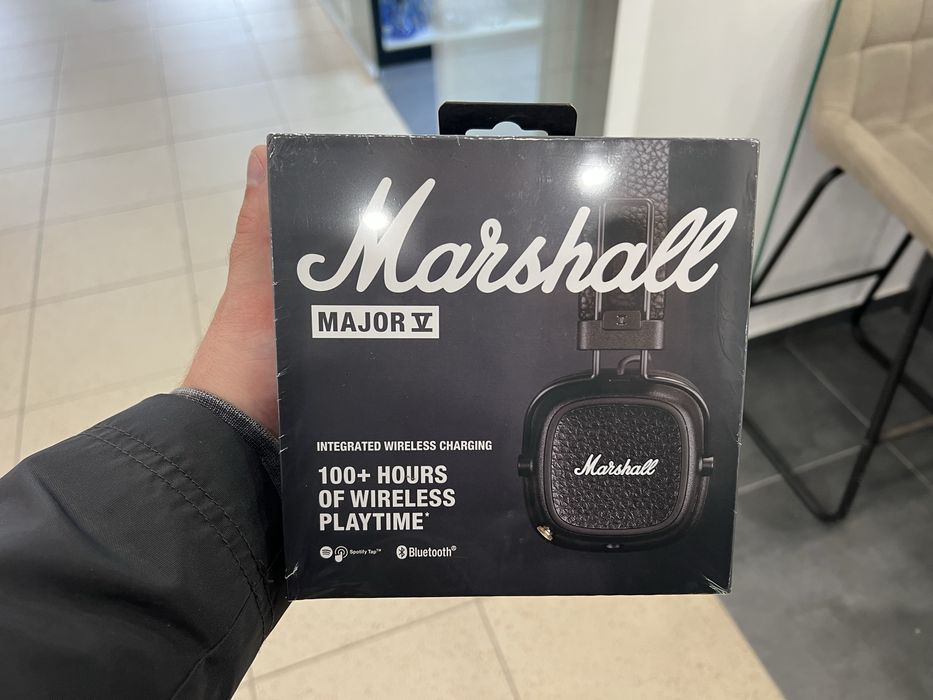 Marshall
MAJOR V
INTEGRATED WIRELESS CHARGING
100+ HOURS
OF WIRELESS
PLAYTIME*
Spotify Tap™
Bluetooth®
Marshall